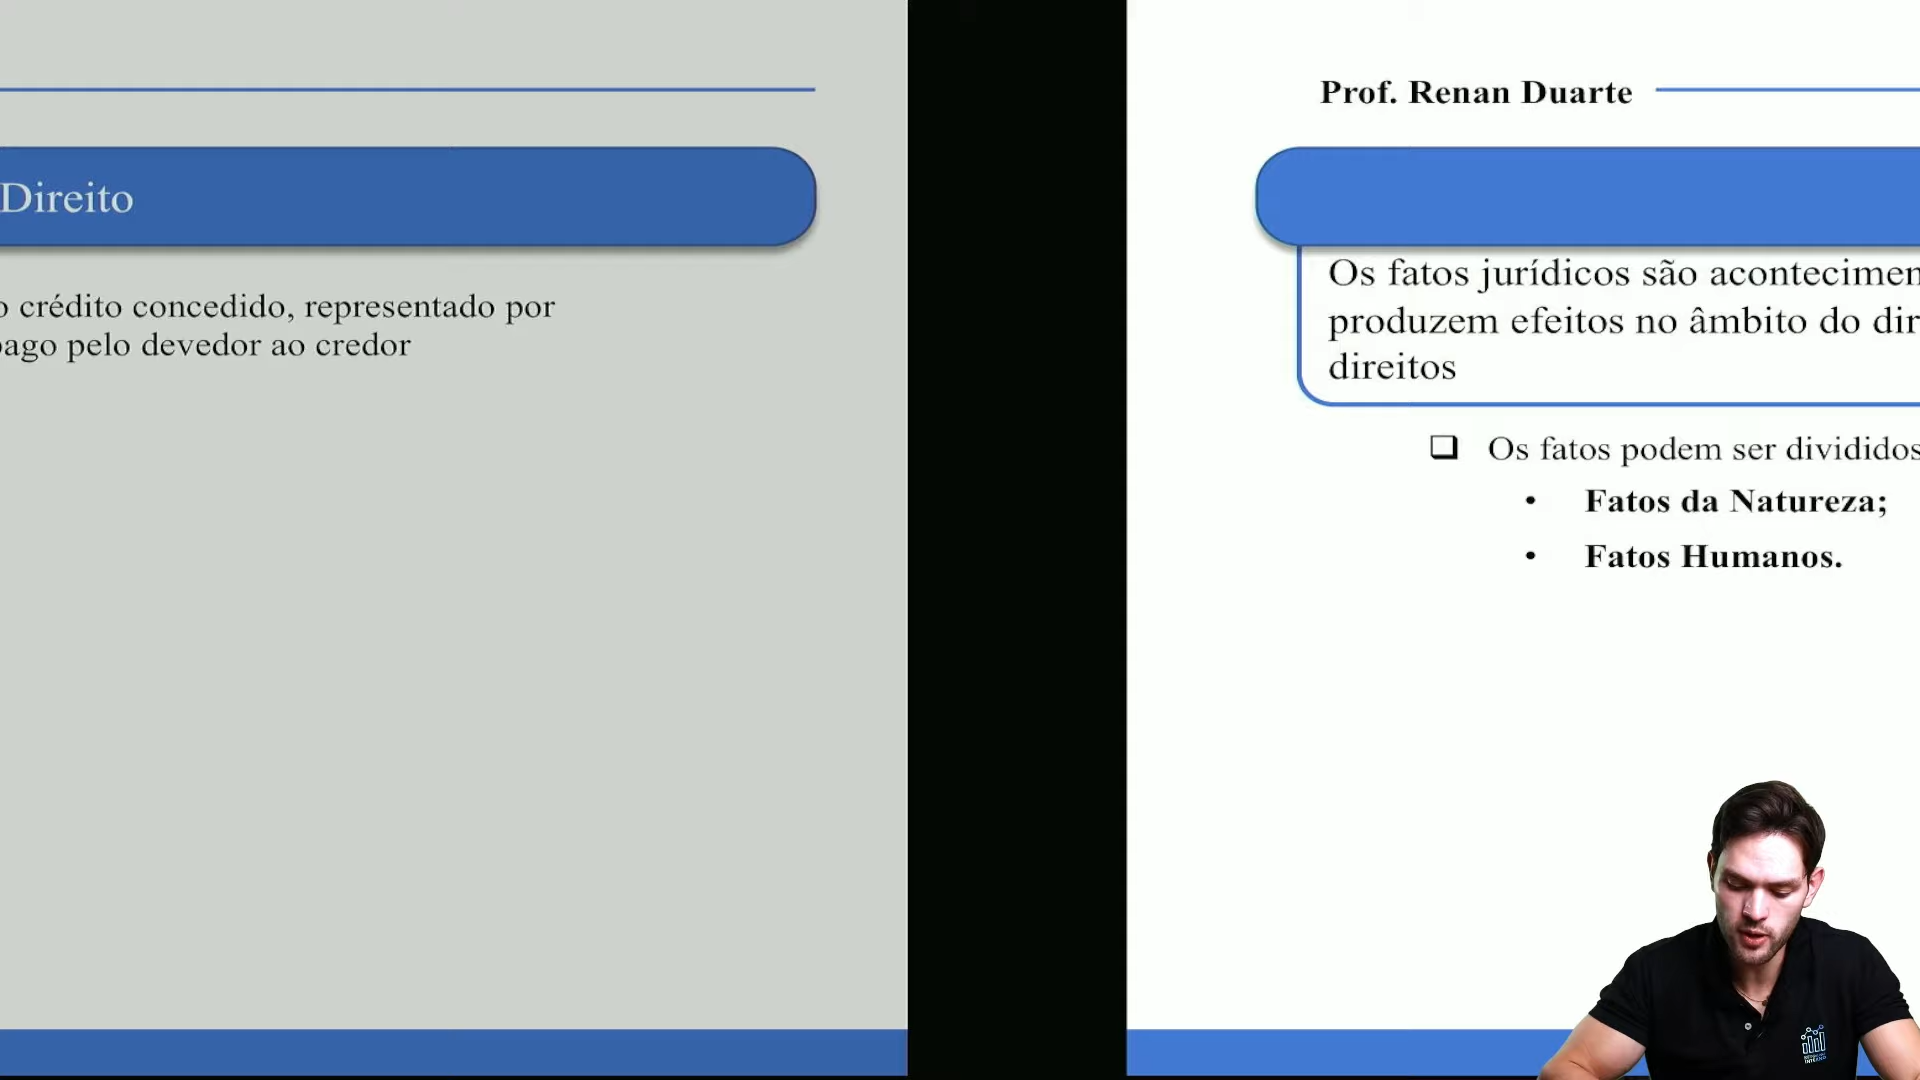 Direito
o crédito concedido, representado por
pago pelo devedor ao credor
Prof. Renan Duarte
Os fatos jurídicos são acontecimen
produzem efeitos no âmbito do dir
direitos
❑ Os fatos podem ser divididos
• Fatos da Natureza;
• Fatos Humanos.